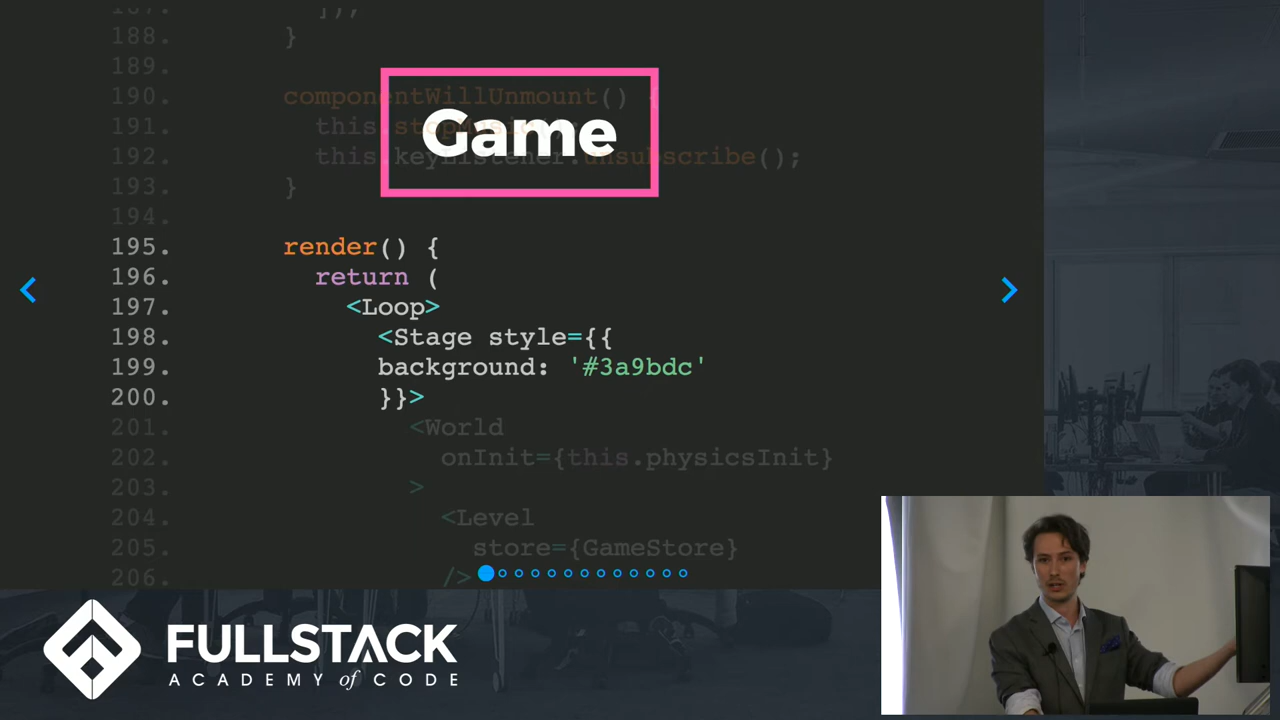 187. ]);
188. }
189.
190. componentWillUnmount() {
Game
191. this.stopMusic();
192. this.keyListener.unsubscribe();
193. }
194.
195. render() {
196. return (
197. <Loop>
198. <Stage style={{
199. background: '#3a9bdc'
200. }}>
201. <World
202. onInit={this.physicsInit}
203. >
204. <Level
205. store={GameStore}
206. />
FULLSTACK
ACADEMY of CODE